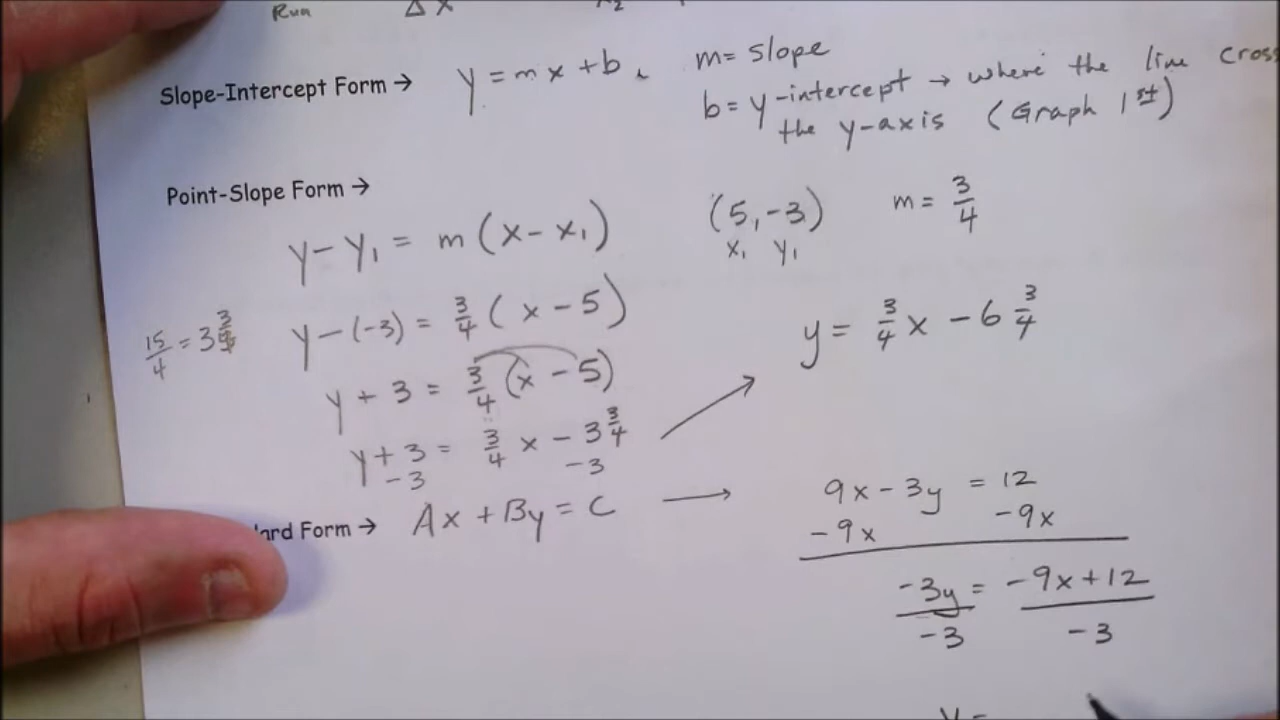 Run Δx
Slope-Intercept Form → y = mx + b, m = slope
b = y-intercept → where the line cross
the y-axis (Graph 1st)
Point-Slope Form →
y - y₁ = m(x - x₁) (5, -3) m = 3/4
x₁ y₁
y - (-3) = 3/4 (x - 5) y = 3/4 x - 6 3/4
15/4 = 3 3/4
y + 3 = 3/4 (x - 5)
y + 3 = 3/4 x - 3 3/4 →
-3 -3
dard Form → Ax + By = C → 9x - 3y = 12
-9x -9x
-3y = -9x + 12
-3 -3
y =